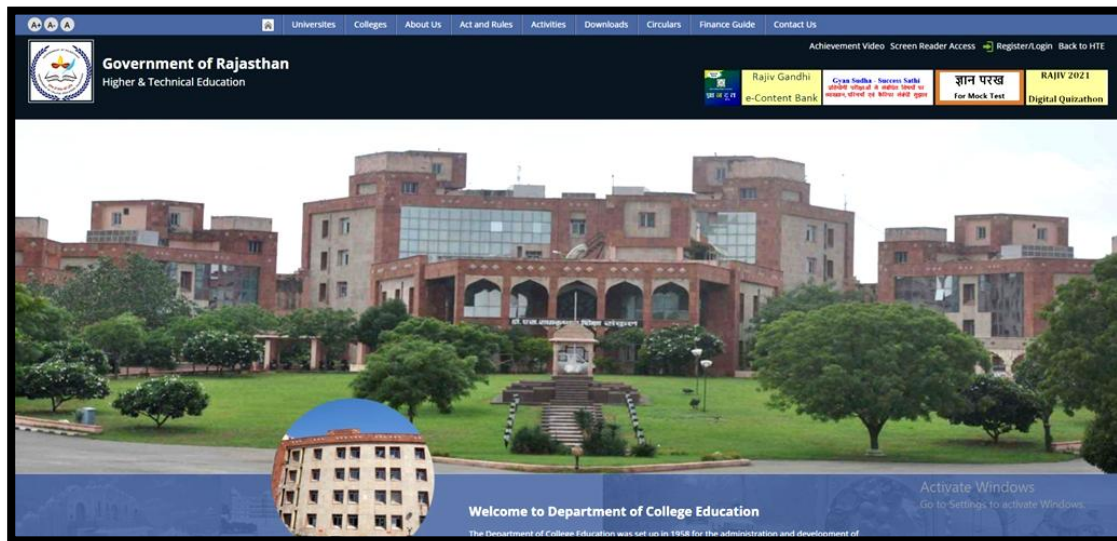 A+ A- A
Universites Colleges About Us Act and Rules Activities Downloads Circulars Finance Guide Contact Us
Achievement Video Screen Reader Access Register/Login Back to HTE
Government of Rajasthan
Higher & Technical Education
Rajiv Gandhi
e-Content Bank
Gyan Sudha - Success Sathi
ज्ञान परख
For Mock Test
RAJIV 2021
Digital Quizathon
Activate Windows
Go to Settings to activate Windows.
Welcome to Department of College Education
The Department of College Education was set up in 1958 for the administration and development of